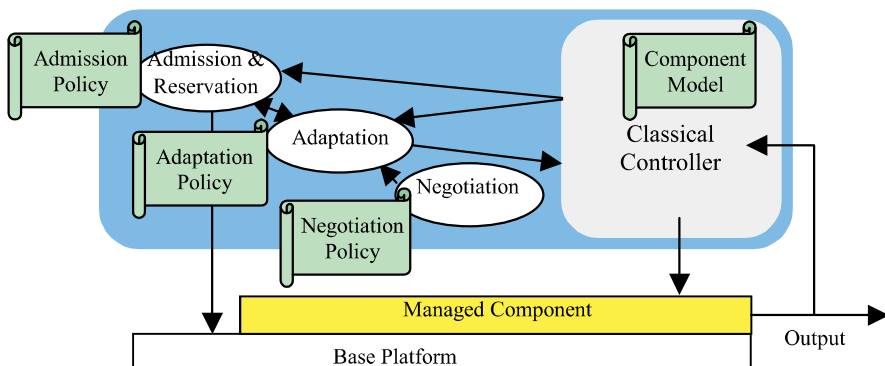 Admission
Policy
Admission &
Reservation
Component
Model
Adaptation
Classical
Controller
Adaptation
Policy
Negotiation
Negotiation
Policy
Managed Component
Output
Base Platform